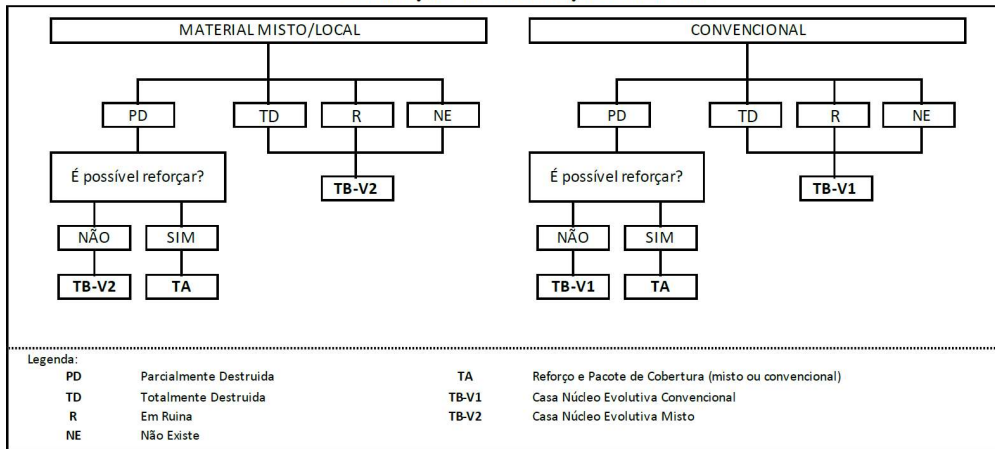 MATERIAL MISTO/LOCAL
PD TD R NE
É possível reforçar?
TB-V2
NÃO SIM
TB-V2 TA
CONVENCIONAL
PD TD R NE
É possível reforçar?
TB-V1
NÃO SIM
TB-V1 TA
Legenda:
PD Parcialmente Destruida
TD Totalmente Destruida
R Em Ruina
NE Não Existe
TA Reforço e Pacote de Cobertura (misto ou convencional)
TB-V1 Casa Núcleo Evolutiva Convencional
TB-V2 Casa Núcleo Evolutiva Misto